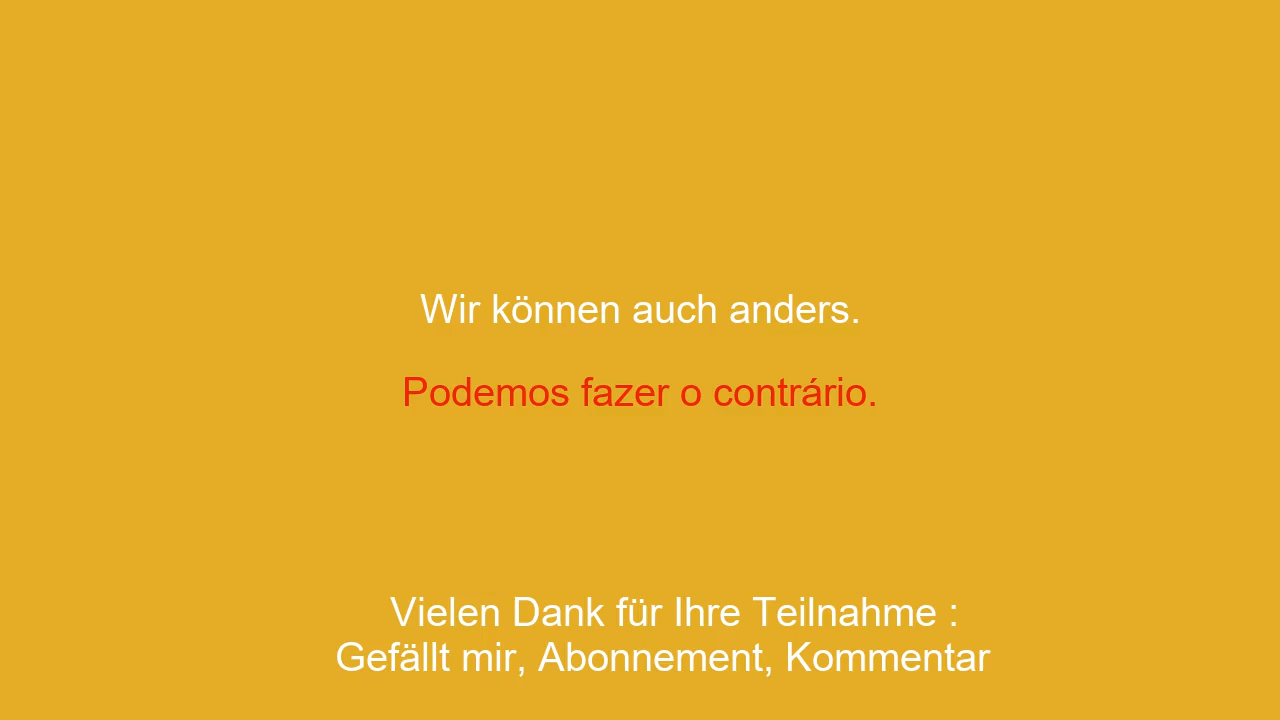 Wir können auch anders.
Podemos fazer o contrário.
Vielen Dank für Ihre Teilnahme :
Gefällt mir, Abonnement, Kommentar